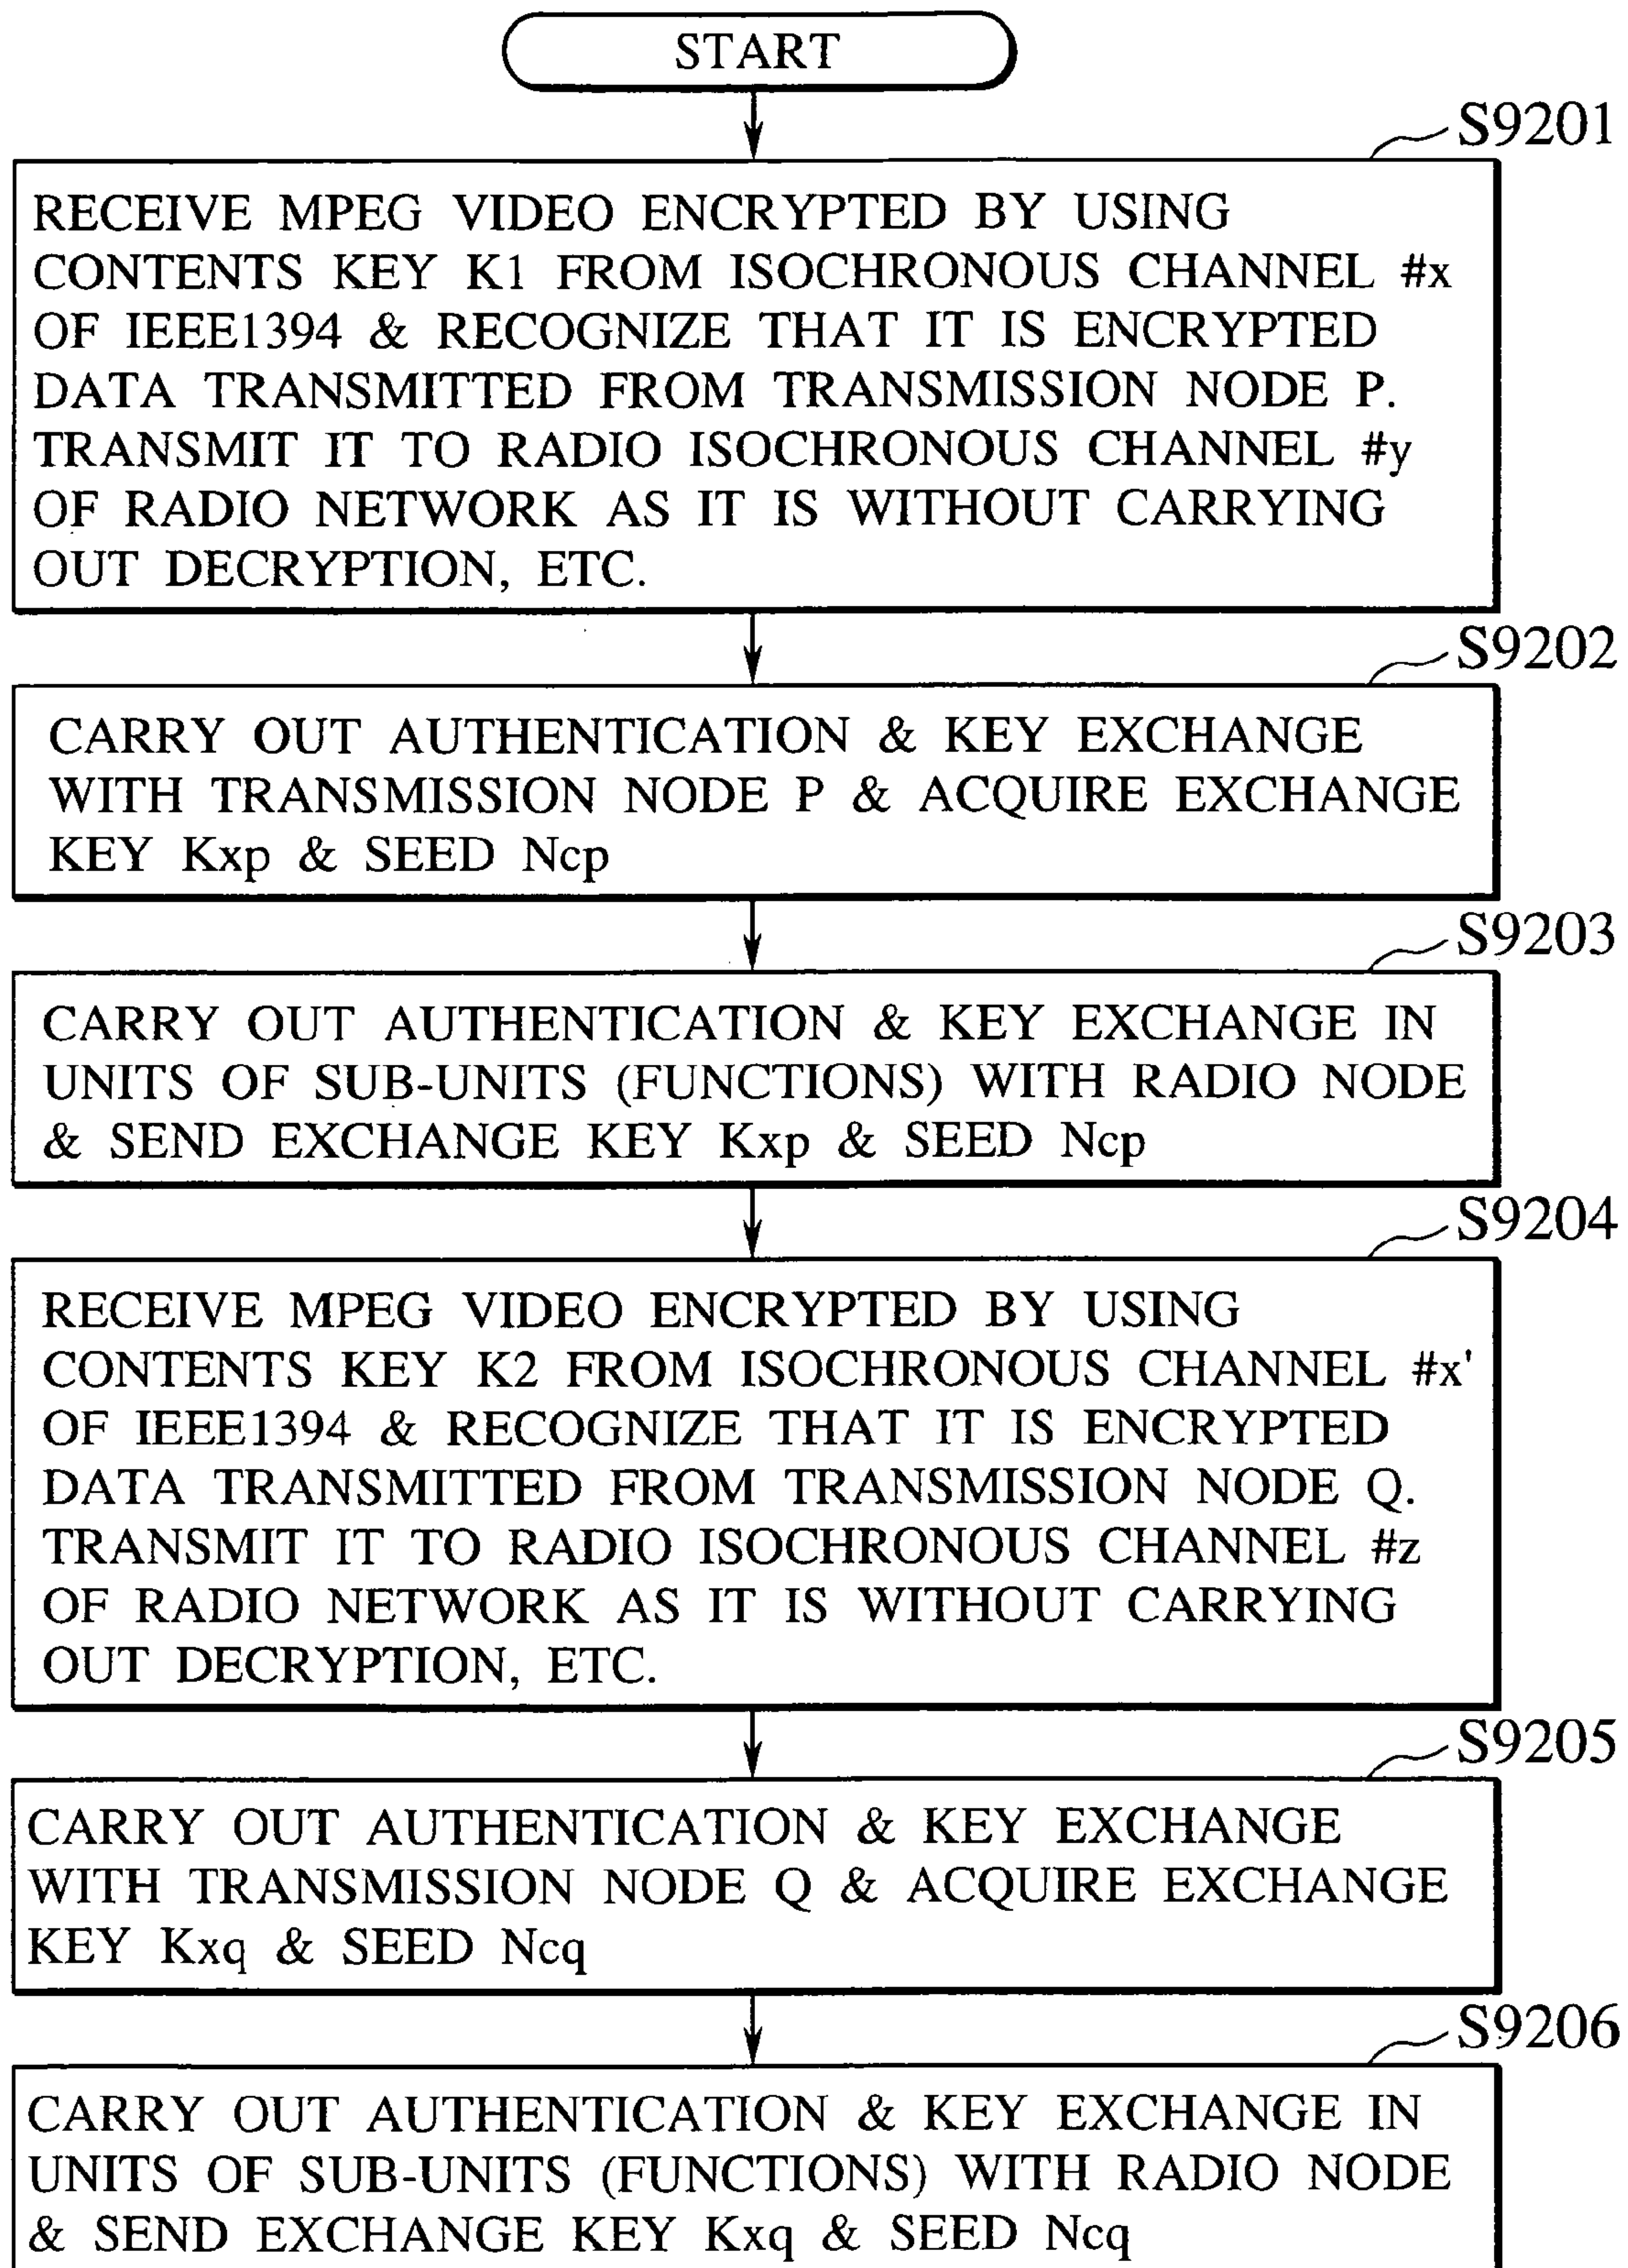 START
S9201
RECEIVE MPEG VIDEO ENCRYPTED BY USING
CONTENTS KEY K1 FROM ISOCHRONOUS CHANNEL #x
OF IEEE1394 & RECOGNIZE THAT IT IS ENCRYPTED
DATA TRANSMITTED FROM TRANSMISSION NODE P.
TRANSMIT IT TO RADIO ISOCHRONOUS CHANNEL #y
OF RADIO NETWORK AS IT IS WITHOUT CARRYING
OUT DECRYPTION, ETC.
S9202
CARRY OUT AUTHENTICATION & KEY EXCHANGE
WITH TRANSMISSION NODE P & ACQUIRE EXCHANGE
KEY Kxp & SEED Ncp
S9203
CARRY OUT AUTHENTICATION & KEY EXCHANGE IN
UNITS OF SUB-UNITS (FUNCTIONS) WITH RADIO NODE
& SEND EXCHANGE KEY Kxp & SEED Ncp
S9204
RECEIVE MPEG VIDEO ENCRYPTED BY USING
CONTENTS KEY K2 FROM ISOCHRONOUS CHANNEL #x'
OF IEEE1394 & RECOGNIZE THAT IT IS ENCRYPTED
DATA TRANSMITTED FROM TRANSMISSION NODE Q.
TRANSMIT IT TO RADIO ISOCHRONOUS CHANNEL #z
OF RADIO NETWORK AS IT IS WITHOUT CARRYING
OUT DECRYPTION, ETC.
S9205
CARRY OUT AUTHENTICATION & KEY EXCHANGE
WITH TRANSMISSION NODE Q & ACQUIRE EXCHANGE
KEY Kxq & SEED Ncq
S9206
CARRY OUT AUTHENTICATION & KEY EXCHANGE IN
UNITS OF SUB-UNITS (FUNCTIONS) WITH RADIO NODE
& SEND EXCHANGE KEY Kxq & SEED Ncq